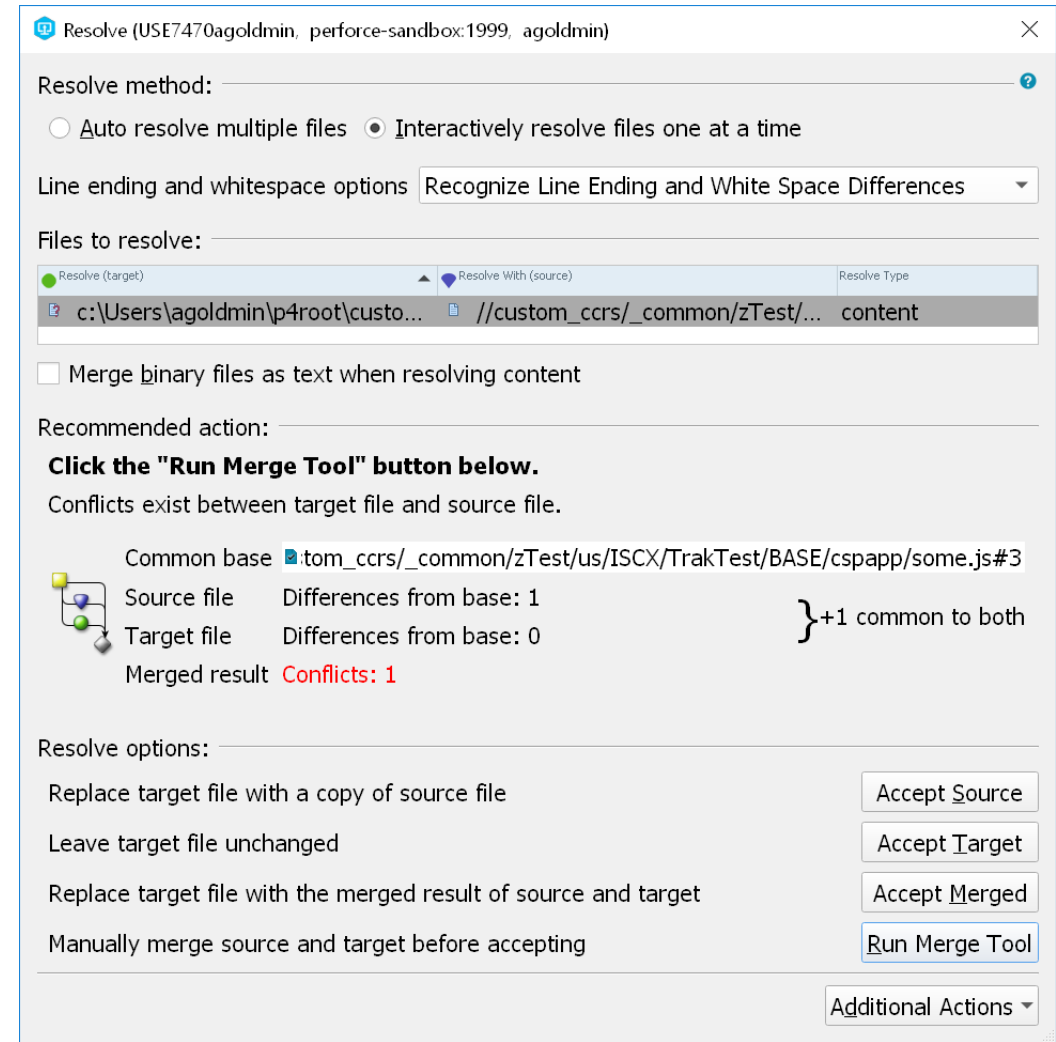 Resolve (USE7470agoldmin, perforce-sandbox:1999, agoldmin)
Resolve method:
Auto resolve multiple files Interactively resolve files one at a time
Line ending and whitespace options Recognize Line Ending and White Space Differences
Files to resolve:
Resolve (target) Resolve With (source) Resolve Type
c:\Users\agoldmin\p4root\custo... //custom_ccrs/_common/zTest/... content
Merge binary files as text when resolving content
Recommended action:
Click the "Run Merge Tool" button below.
Conflicts exist between target file and source file.
Common base tom_ccrs/_common/zTest/us/ISCX/TrakTest/BASE/cspapp/some.js#3
Source file Differences from base: 1
}+1 common to both
Target file Differences from base: 0
Merged result Conflicts: 1
Resolve options:
Replace target file with a copy of source file Accept Source
Leave target file unchanged Accept Target
Replace target file with the merged result of source and target Accept Merged
Manually merge source and target before accepting Run Merge Tool
Additional Actions